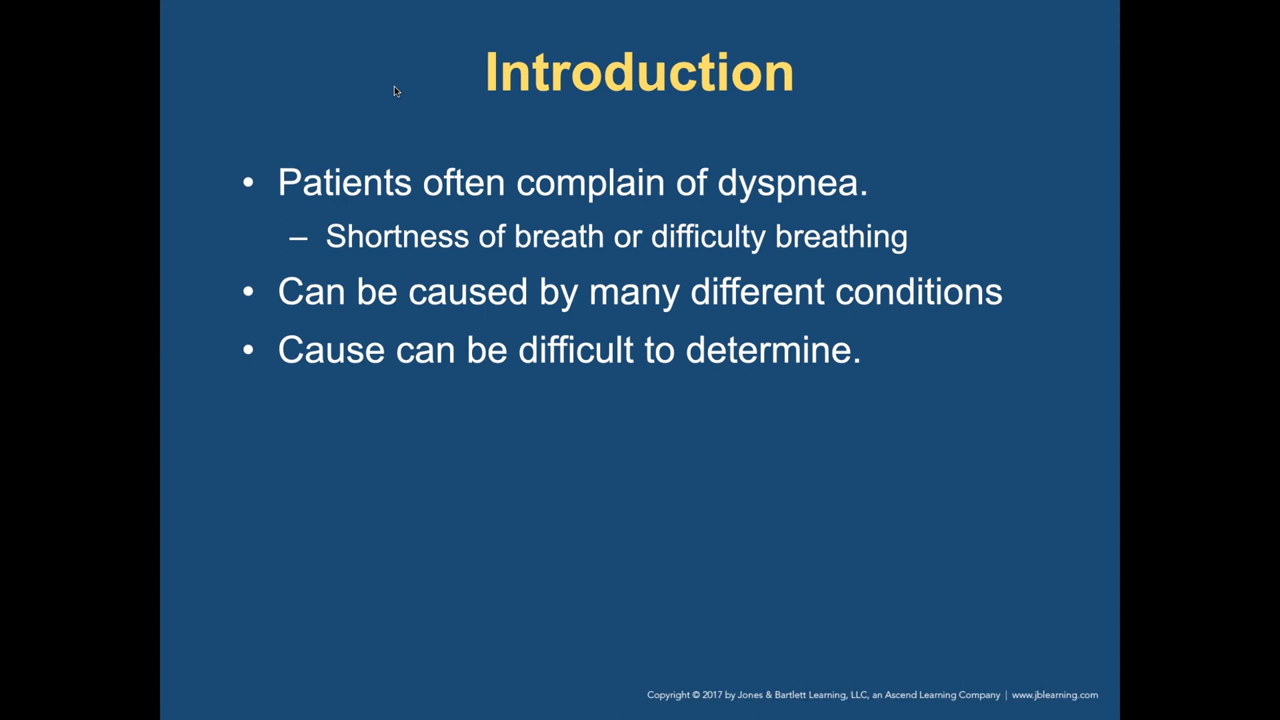 Introduction
• Patients often complain of dyspnea.
– Shortness of breath or difficulty breathing
• Can be caused by many different conditions
• Cause can be difficult to determine.
Copyright © 2017 by Jones & Bartlett Learning, LLC, an Ascend Learning Company | www.jblearning.com